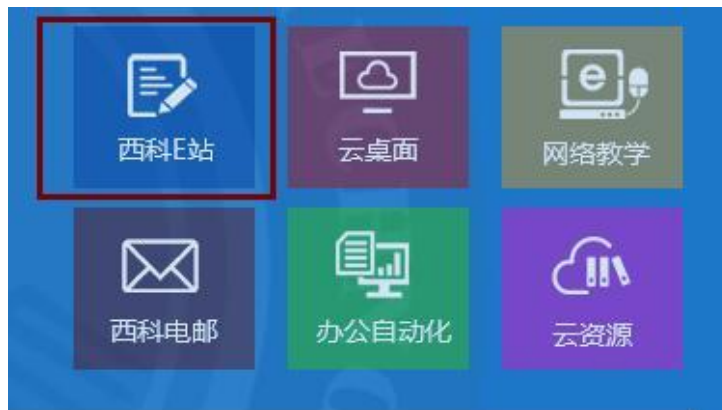 西科E站
云桌面
网络教学
西科电邮
办公自动化
云资源